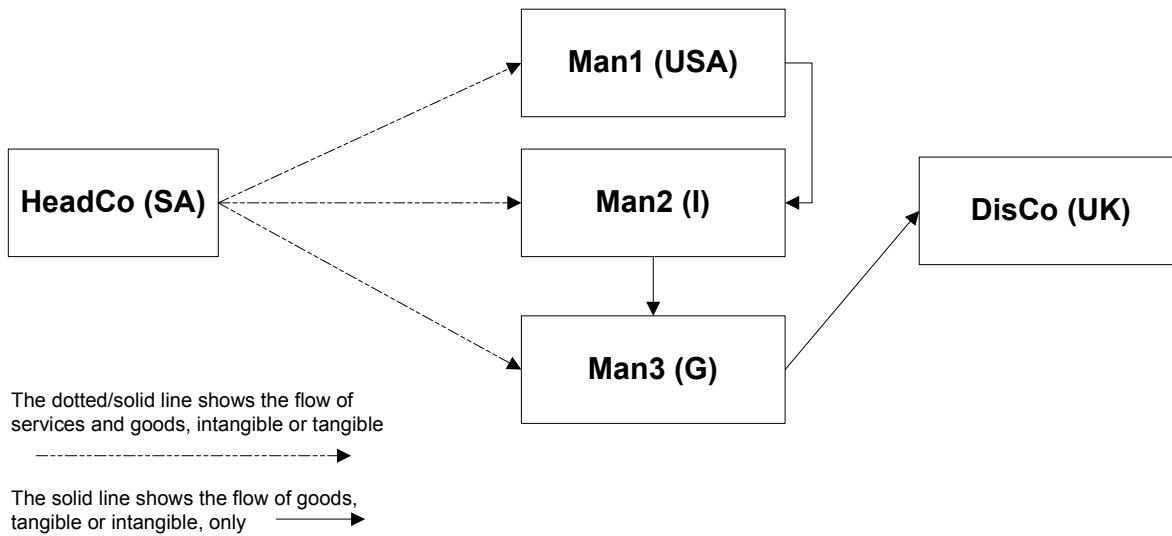 Man1 (USA)
HeadCo (SA)
Man2 (I)
DisCo (UK)
Man3 (G)
The dotted/solid line shows the flow of
services and goods, intangible or tangible
The solid line shows the flow of goods,
tangible or intangible, only